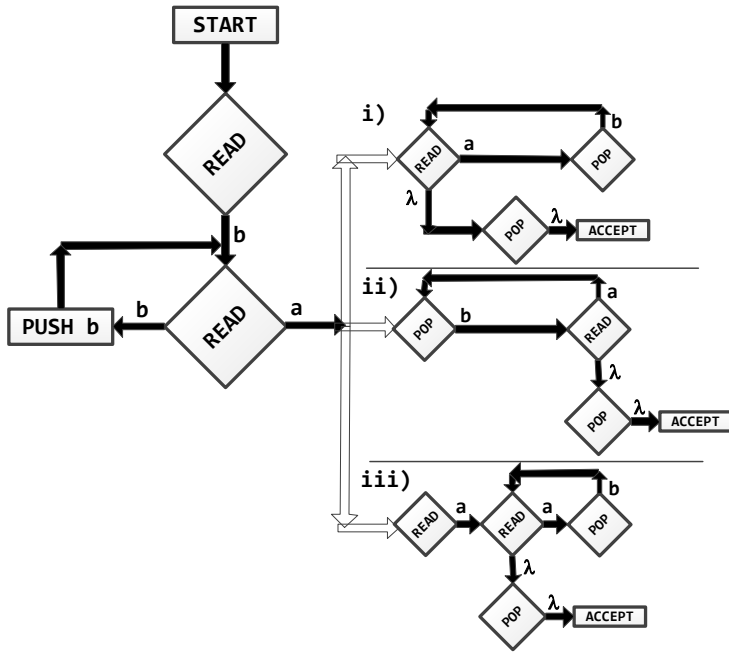 START
READ
b
READ
b
PUSH b
a
i)
READ
a
POP
b
λ
POP
λ
ACCEPT
ii)
POP
b
READ
a
λ
POP
λ
ACCEPT
iii)
READ
a
READ
a
POP
b
λ
POP
λ
ACCEPT